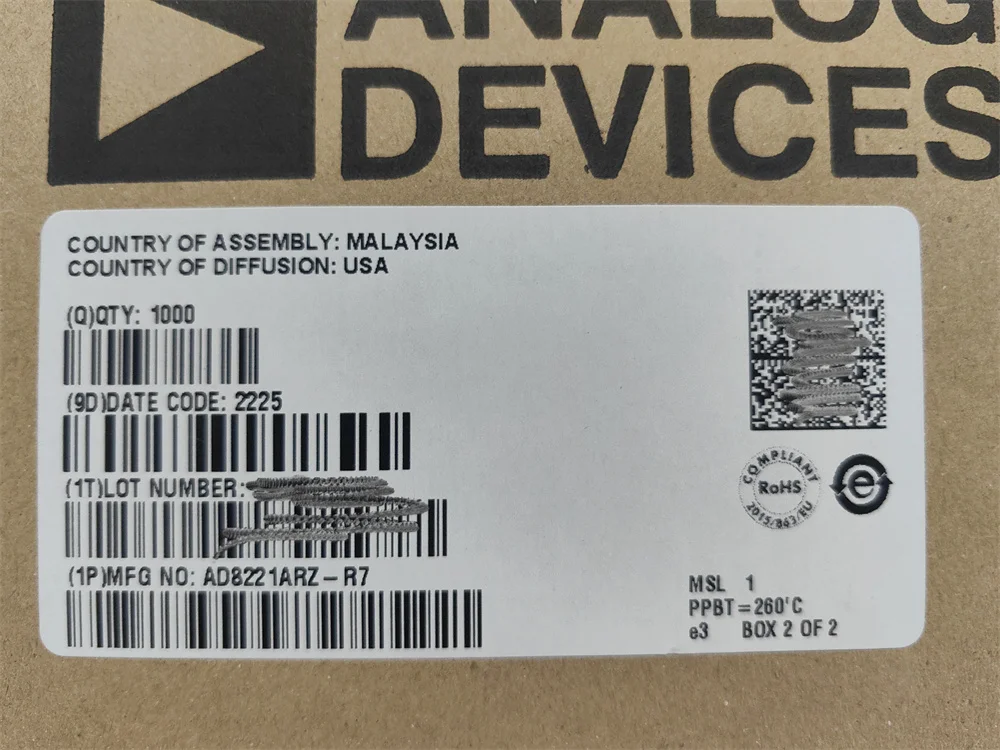 ANALOG
DEVICES
COUNTRY OF ASSEMBLY: MALAYSIA
COUNTRY OF DIFFUSION: USA
(Q)QTY: 1000
(9D)DATE CODE: 2225
(1T)LOT NUMBER:
(1P)MFG NO: AD8221ARZ-R7
COMPLIANT
RoHS
2015/863/EU
e
MSL 1
PPBT=260'C
e3 BOX 2 OF 2